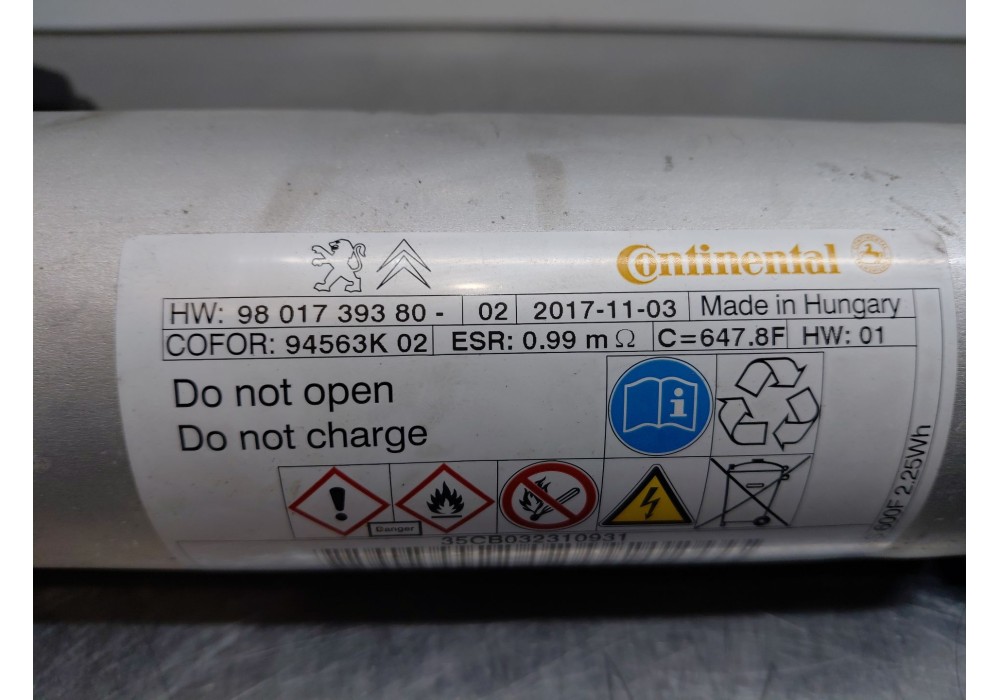 Continental
HW: 98 017 393 80 - 02 2017-11-03 Made in Hungary
COFOR: 94563K 02 ESR: 0.99 m Ω C=647.8F HW: 01
Do not open
Do not charge
i
Danger
35CB032310931
600F 2.25Wh